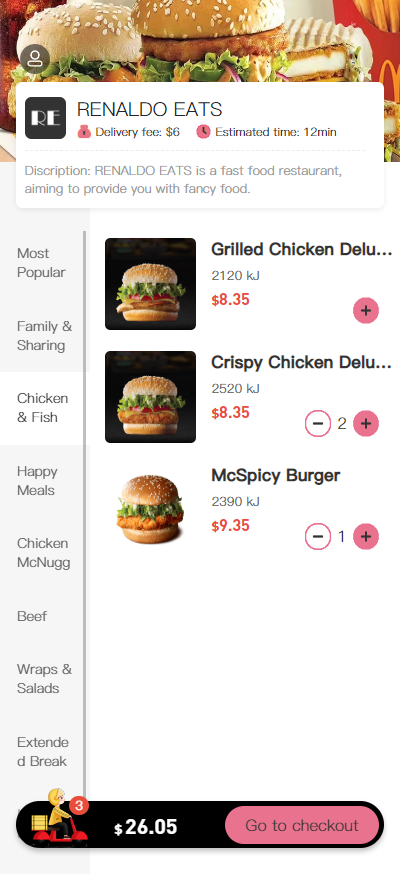 RE
RENALDO EATS
Delivery fee: $6 Estimated time: 12min
Discription: RENALDO EATS is a fast food restaurant,
aiming to provide you with fancy food.
Most
Popular
Family &
Sharing
Chicken
& Fish
Happy
Meals
Chicken
McNugg
Beef
Wraps &
Salads
Extende
d Break
Grilled Chicken Delu...
2120 kJ
$8.35
+
Crispy Chicken Delu...
2520 kJ
$8.35
− 2 +
McSpicy Burger
2390 kJ
$9.35
− 1 +
3
$26.05
Go to checkout